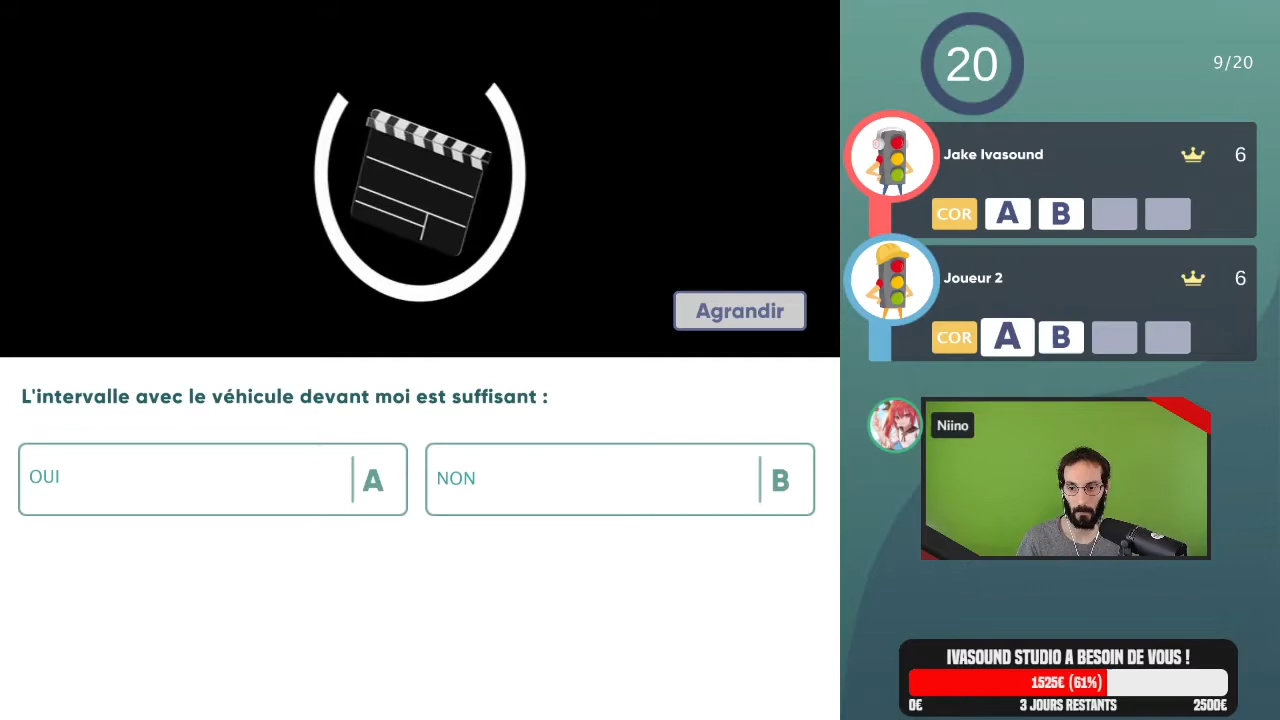 Agrandir
L'intervalle avec le véhicule devant moi est suffisant :
OUI
A
NON
B
20
9/20
Jake Ivasound
6
COR A B
Joueur 2
6
COR A B
Niino
IVASOUND STUDIO A BESOIN DE VOUS !
1525€ (61%)
0€ 3 JOURS RESTANTS 2500€